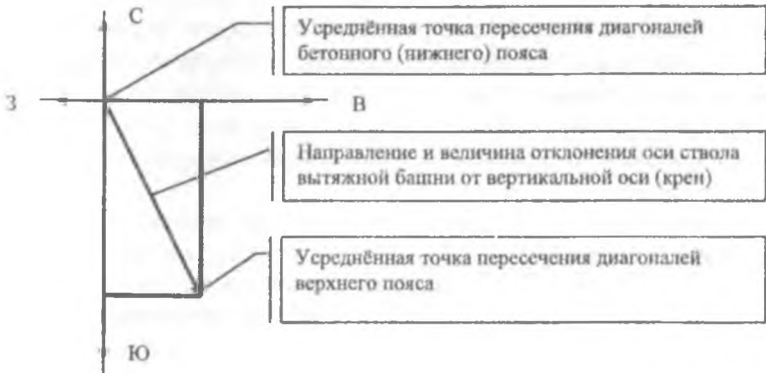 С
Усреднённая точка пересечения диагоналей
бетонного (нижнего) пояса
З
В
Направление и величина отклонения оси ствола
вытяжной башни от вертикальной оси (крен)
Усреднённая точка пересечения диагоналей
верхнего пояса
Ю